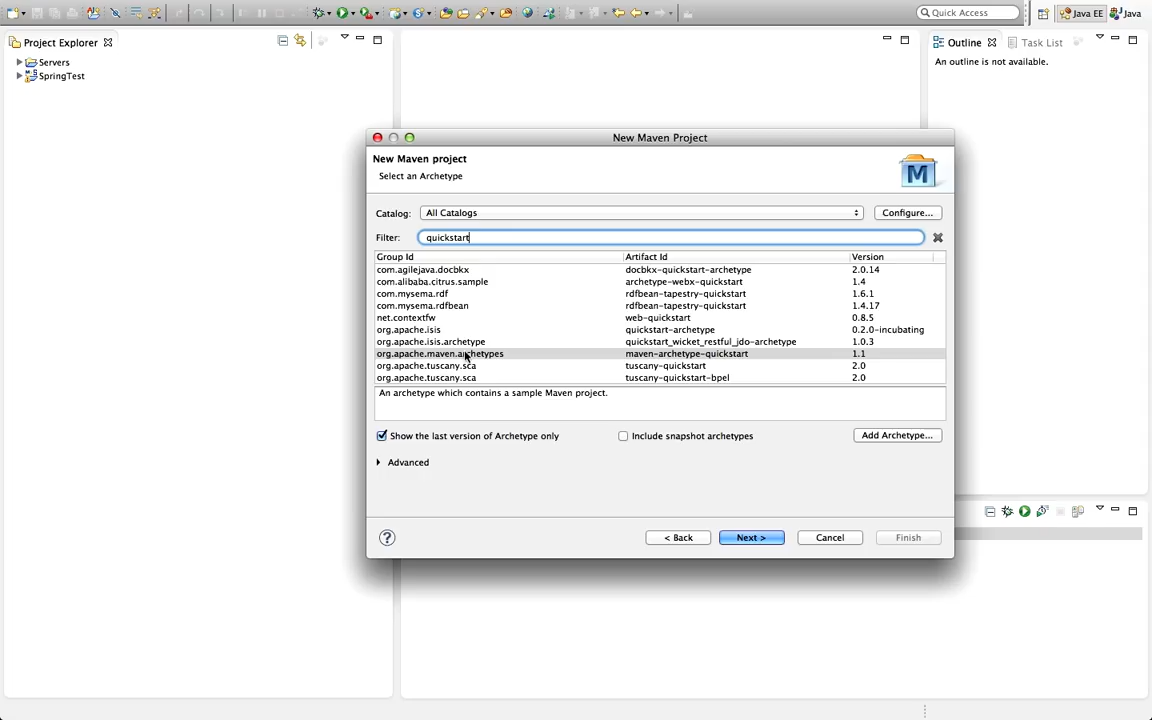 Quick Access
Java EE
Java
Project Explorer
Servers
SpringTest
Outline
Task List
An outline is not available.
New Maven Project
New Maven project
Select an Archetype
M
Catalog: All Catalogs Configure...
Filter: quickstart
Group Id Artifact Id Version
com.agilejava.docbkx docbkx-quickstart-archetype 2.0.14
com.alibaba.citrus.sample archetype-webx-quickstart 1.4
com.mysema.rdf rdfbean-tapestry-quickstart 1.6.1
com.mysema.rdfbean rdfbean-tapestry-quickstart 1.4.17
net.contextfw web-quickstart 0.8.5
org.apache.isis quickstart-archetype 0.2.0-incubating
org.apache.isis.archetype quickstart_wicket_restful_jdo-archetype 1.0.3
org.apache.maven.archetypes maven-archetype-quickstart 1.1
org.apache.tuscany.sca tuscany-quickstart 2.0
org.apache.tuscany.sca tuscany-quickstart-bpel 2.0
An archetype which contains a sample Maven project.
Show the last version of Archetype only Include snapshot archetypes Add Archetype...
Advanced
? < Back Next > Cancel Finish